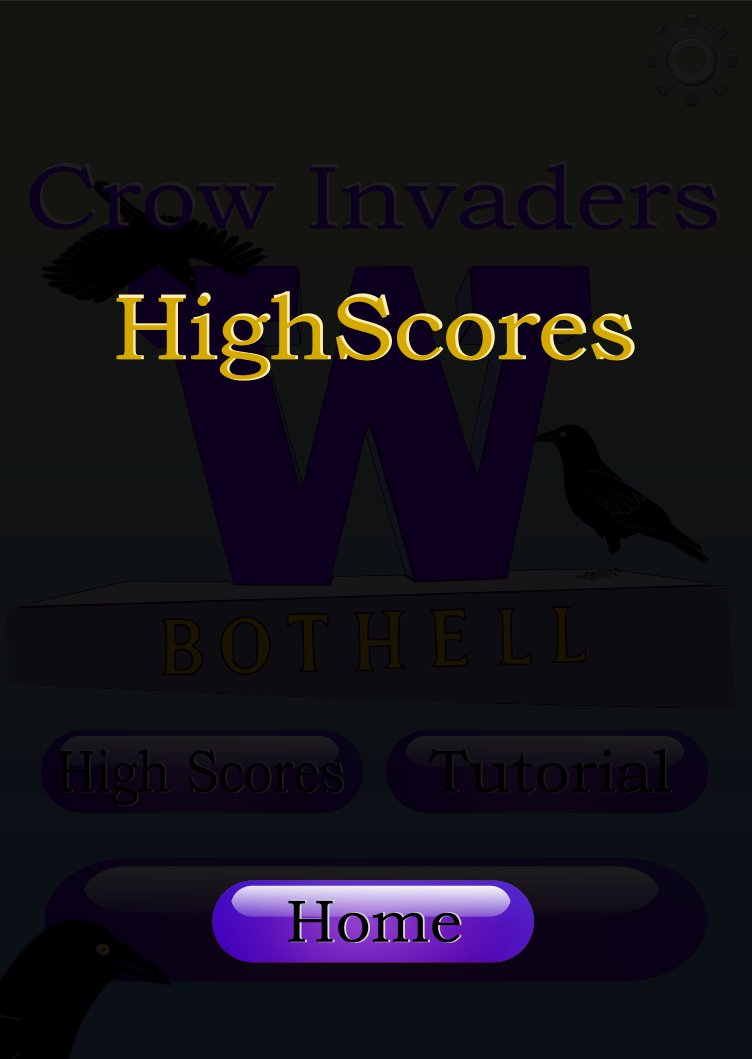 Crow Invaders
HighScores
W
BOTHELL
High Scores Tutorial
Home